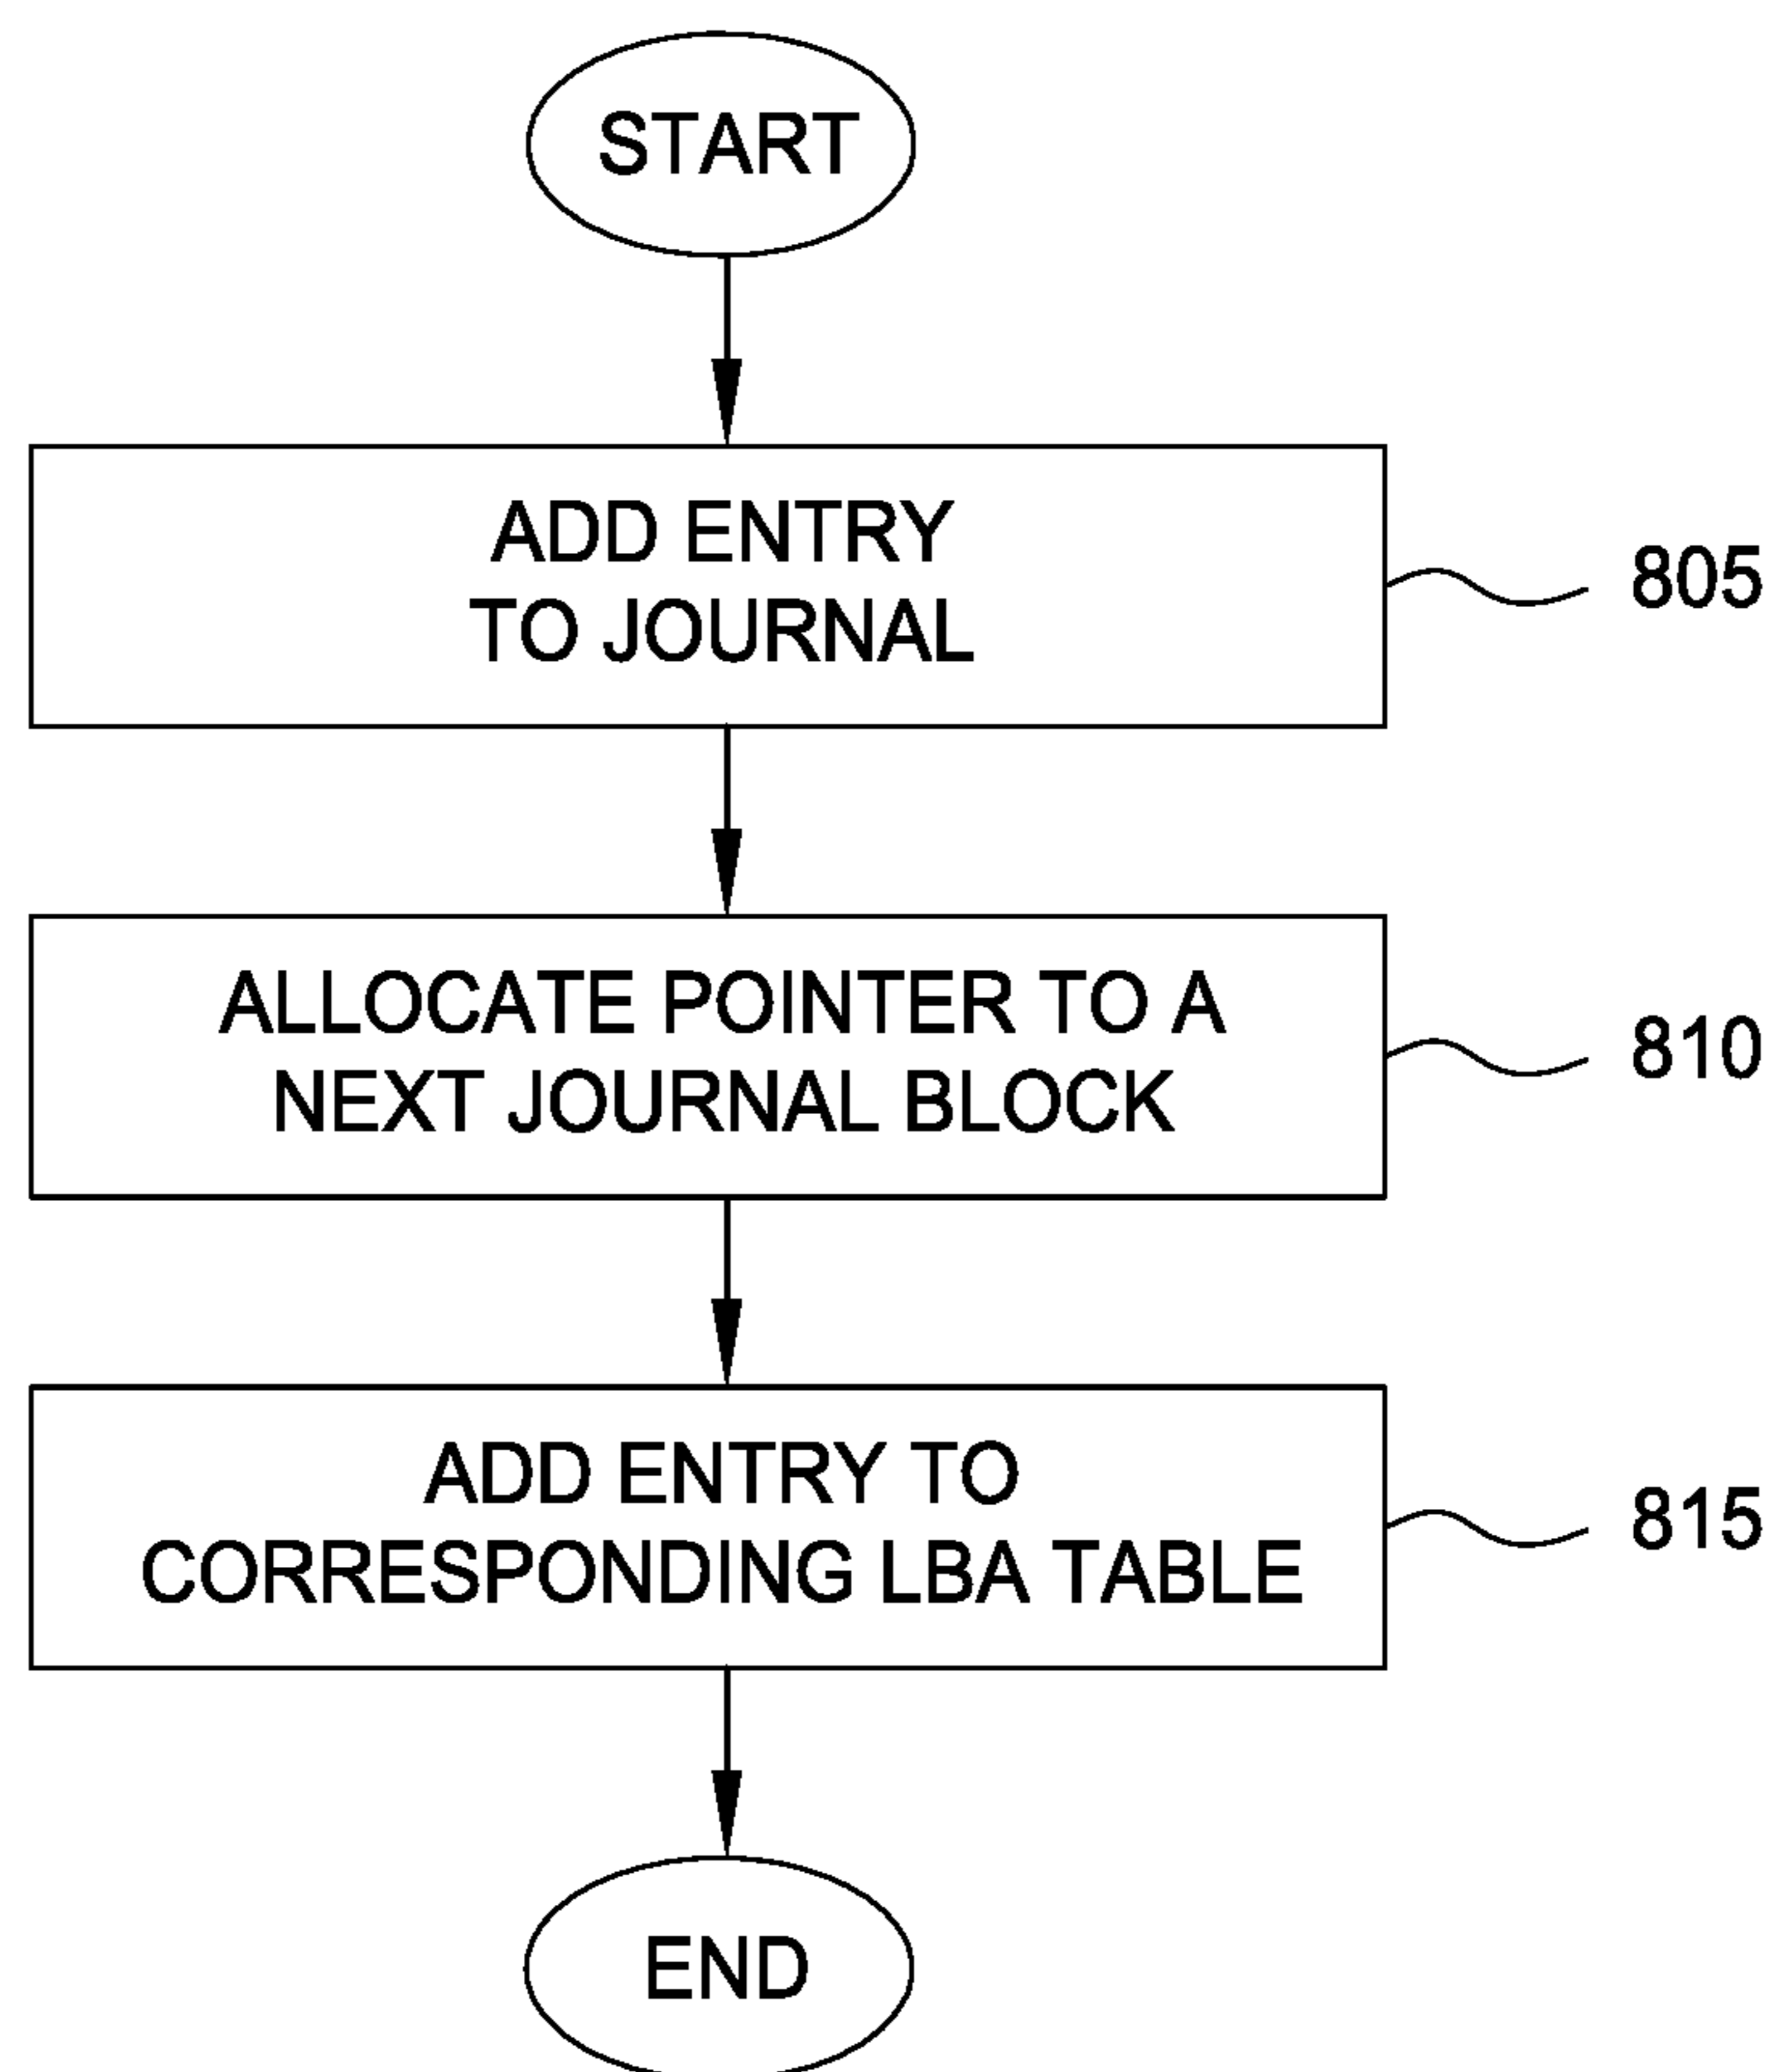 START
ADD ENTRY
TO JOURNAL
805
ALLOCATE POINTER TO A
NEXT JOURNAL BLOCK
810
ADD ENTRY TO
CORRESPONDING LBA TABLE
815
END